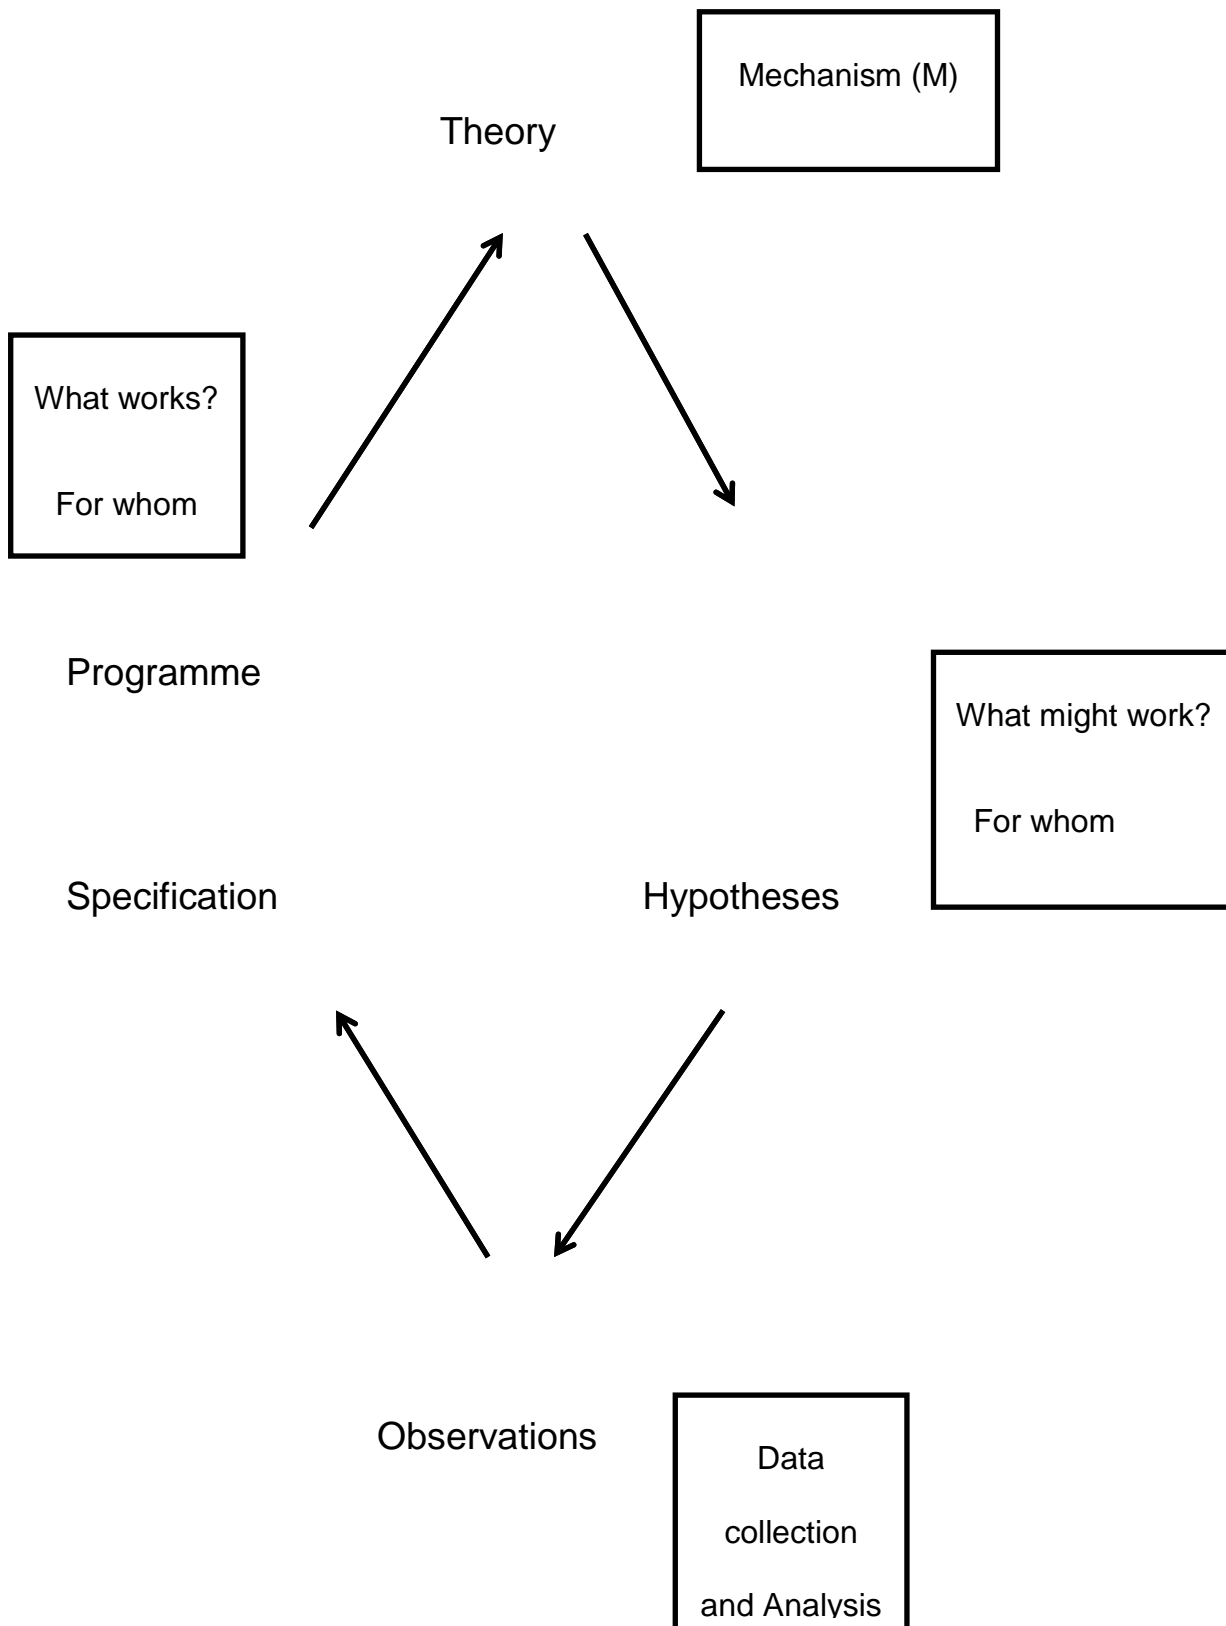 Mechanism (M)
Theory
What works?
For whom
Programme
Specification
What might work?
For whom
Hypotheses
Observations
Data
collection
and Analysis